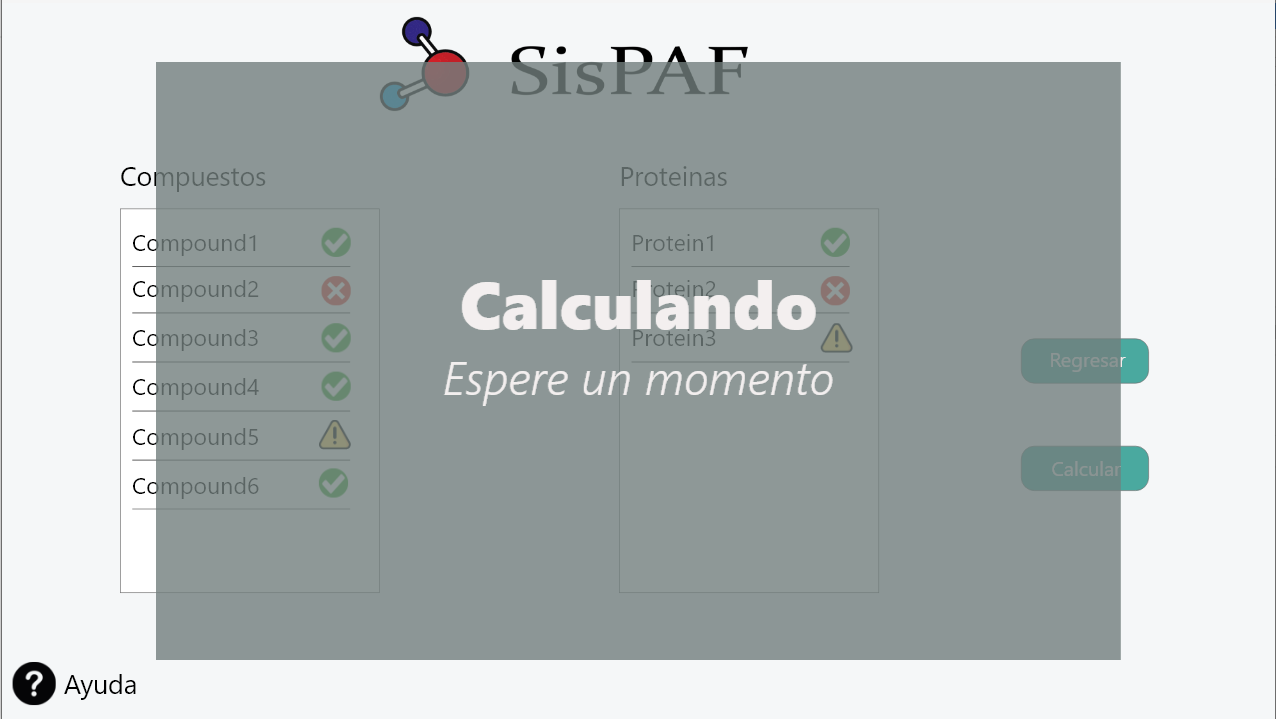 SisPAF
Compuestos
Proteinas
Compound1
Protein1
Compound2
Protein2
Calculando
Compound3
Protein3
Regresar
Espere un momento
Compound4
Compound5
Calcular
Compound6
? Ayuda